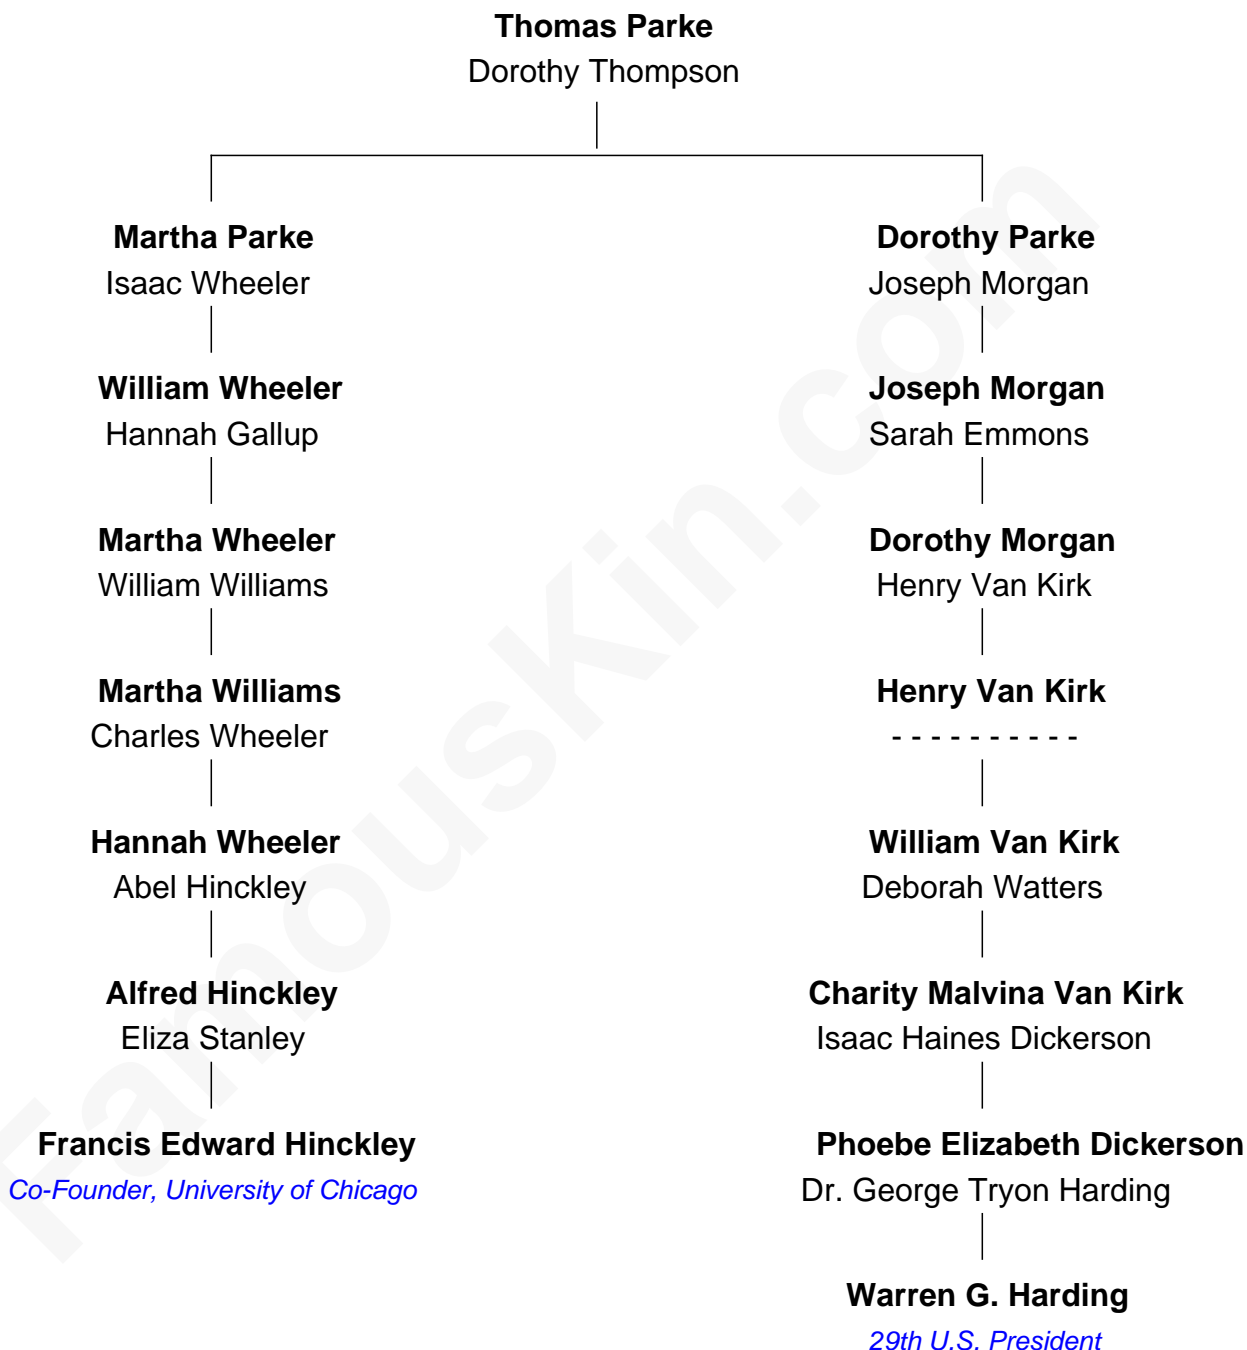 Thomas Parke
Dorothy Thompson
Martha Parke
Isaac Wheeler
Dorothy Parke
Joseph Morgan
William Wheeler
Hannah Gallup
Joseph Morgan
Sarah Emmons
Martha Wheeler
William Williams
Dorothy Morgan
Henry Van Kirk
Martha Williams
Charles Wheeler
Henry Van Kirk
- - - - - - - - - -
Hannah Wheeler
Abel Hinckley
William Van Kirk
Deborah Watters
Alfred Hinckley
Eliza Stanley
Charity Malvina Van Kirk
Isaac Haines Dickerson
Francis Edward Hinckley
Co-Founder, University of Chicago
Phoebe Elizabeth Dickerson
Dr. George Tryon Harding
Warren G. Harding
29th U.S. President
FamousKin.com